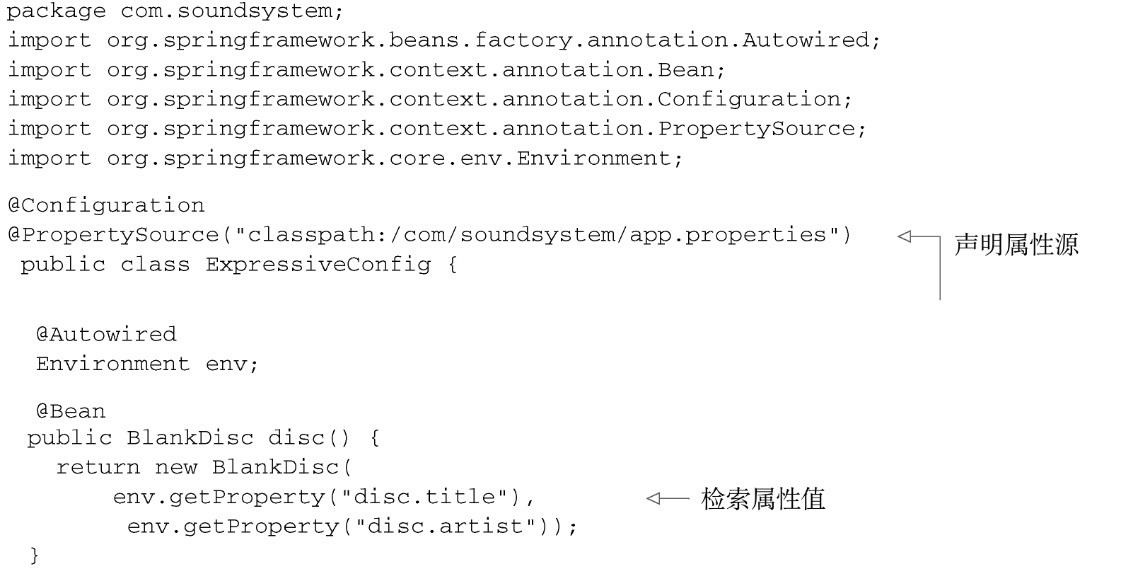 package com.soundsystem;
import org.springframework.beans.factory.annotation.Autowired;
import org.springframework.context.annotation.Bean;
import org.springframework.context.annotation.Configuration;
import org.springframework.context.annotation.PropertySource;
import org.springframework.core.env.Environment;
@Configuration
@PropertySource("classpath:/com/soundsystem/app.properties") 声明属性源
public class ExpressiveConfig {
@Autowired
Environment env;
@Bean
public BlankDisc disc() {
return new BlankDisc(
env.getProperty("disc.title"), 检索属性值
env.getProperty("disc.artist"));
}